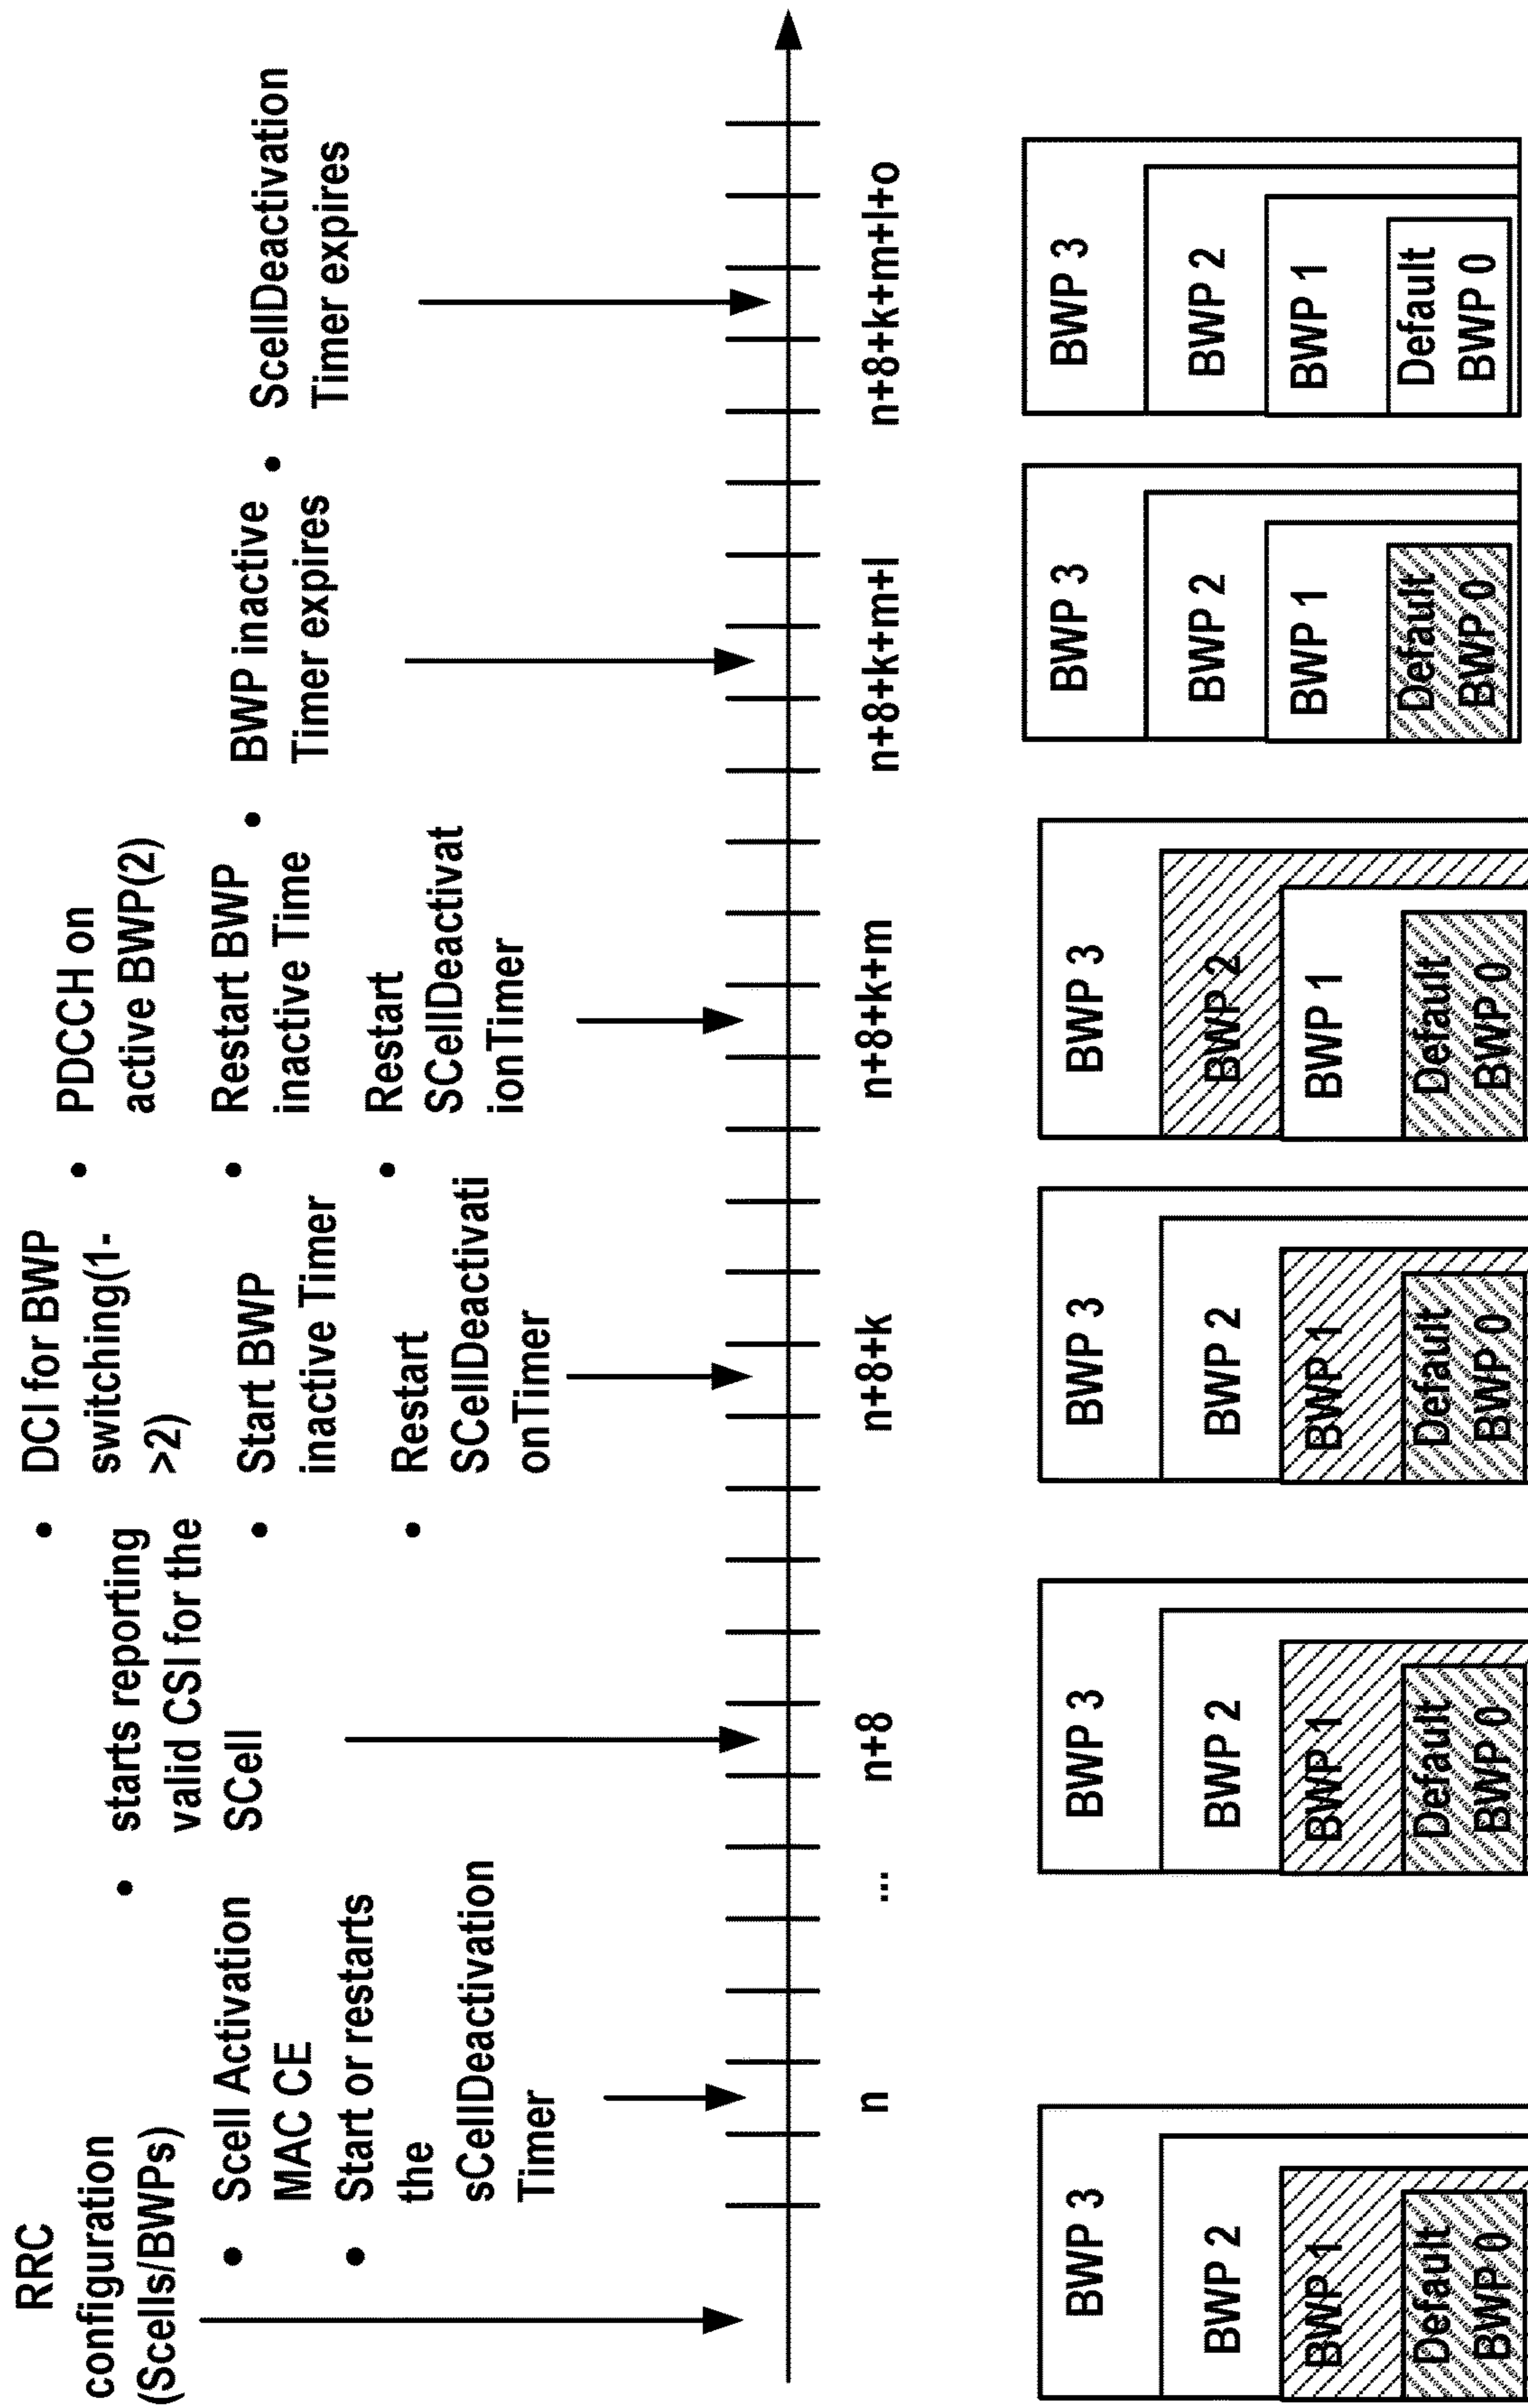 RRC
configuration
(Scells/BWPs)
• Scell Activation
MAC CE
• Start or restarts
the
sCellDeactivation
Timer
• starts reporting
valid CSI for the
SCell
• DCI for BWP
switching(1-
>2)
• Start BWP
inactive Timer
• Restart
SCellDeactivati
onTimer
• PDCCH on
active BWP(2)
• Restart BWP
inactive Time
• Restart
SCellDeactivat
ionTimer
• BWP inactive
Timer expires
• ScellDeactivation
Timer expires
n
...
n+8
n+8+k
n+8+k+m
n+8+k+m+l
n+8+k+m+l+o
BWP 3
BWP 2
BWP 1
Default
BWP 0
BWP 3
BWP 2
BWP 1
Default
BWP 0
BWP 3
BWP 2
BWP 1
Default
BWP 0
BWP 3
BWP 2
BWP 1
Default
BWP 0
BWP 3
BWP 2
BWP 1
Default
BWP 0
BWP 3
BWP 2
BWP 1
Default
BWP 0